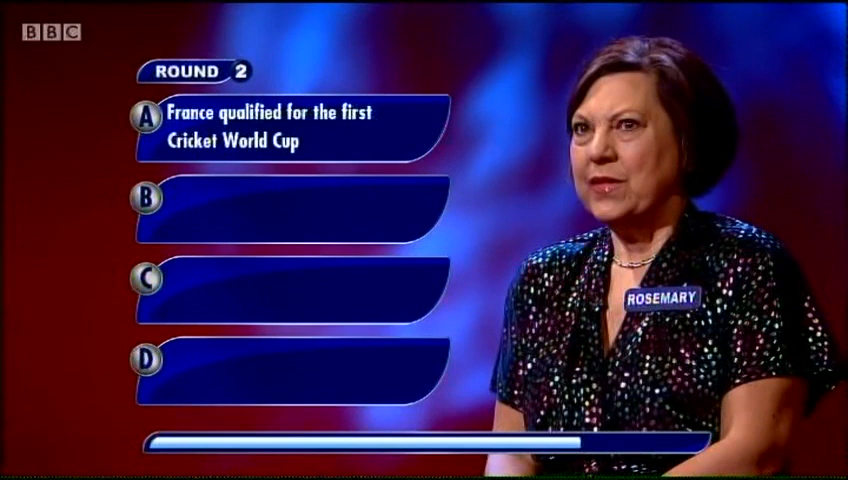 BBC
ROUND 2
A France qualified for the first
Cricket World Cup
B
C
D
ROSEMARY